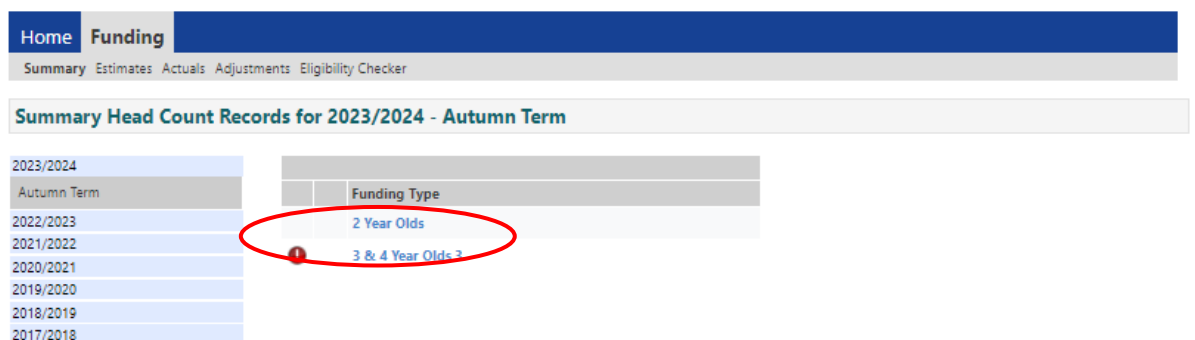 Home Funding
Summary Estimates Actuals Adjustments Eligibility Checker
Summary Head Count Records for 2023/2024 - Autumn Term
2023/2024
Autumn Term
2022/2023
2021/2022
2020/2021
2019/2020
2018/2019
2017/2018
Funding Type
2 Year Olds
3 & 4 Year Olds 3